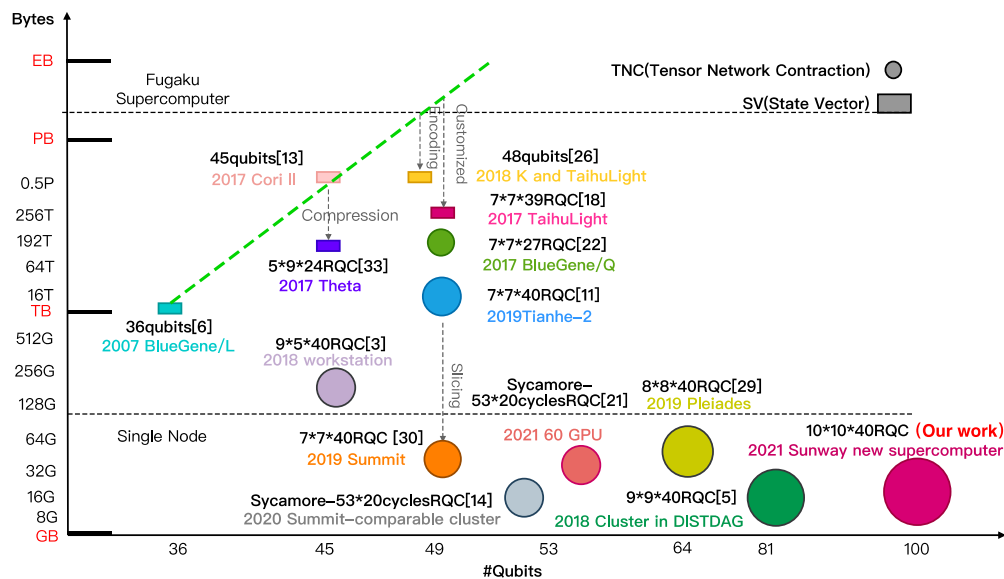 Bytes
EB
TNC(Tensor Network Contraction)
Fugaku
Supercomputer
SV(State Vector)
PB
Encoding
Customized
45qubits[13]
2017 Cori II
48qubits[26]
2018 K and TaihuLight
0.5P
7*7*39RQC[18]
2017 TaihuLight
256T
Compression
192T
7*7*27RQC[22]
2017 BlueGene/Q
64T
5*9*24RQC[33]
2017 Theta
16T
7*7*40RQC[11]
2019Tianhe-2
TB
36qubits[6]
2007 BlueGene/L
512G
9*5*40RQC[3]
2018 workstation
Slicing
256G
Sycamore-
53*20cyclesRQC[21]
8*8*40RQC[29]
2019 Pleiades
128G
Single Node
64G
7*7*40RQC [30]
2019 Summit
2021 60 GPU
10*10*40RQC (Our work)
2021 Sunway new supercomputer
32G
Sycamore-53*20cyclesRQC[14]
2020 Summit-comparable cluster
9*9*40RQC[5]
2018 Cluster in DISTDAG
16G
8G
GB
36
45
49
53
64
81
100
#Qubits